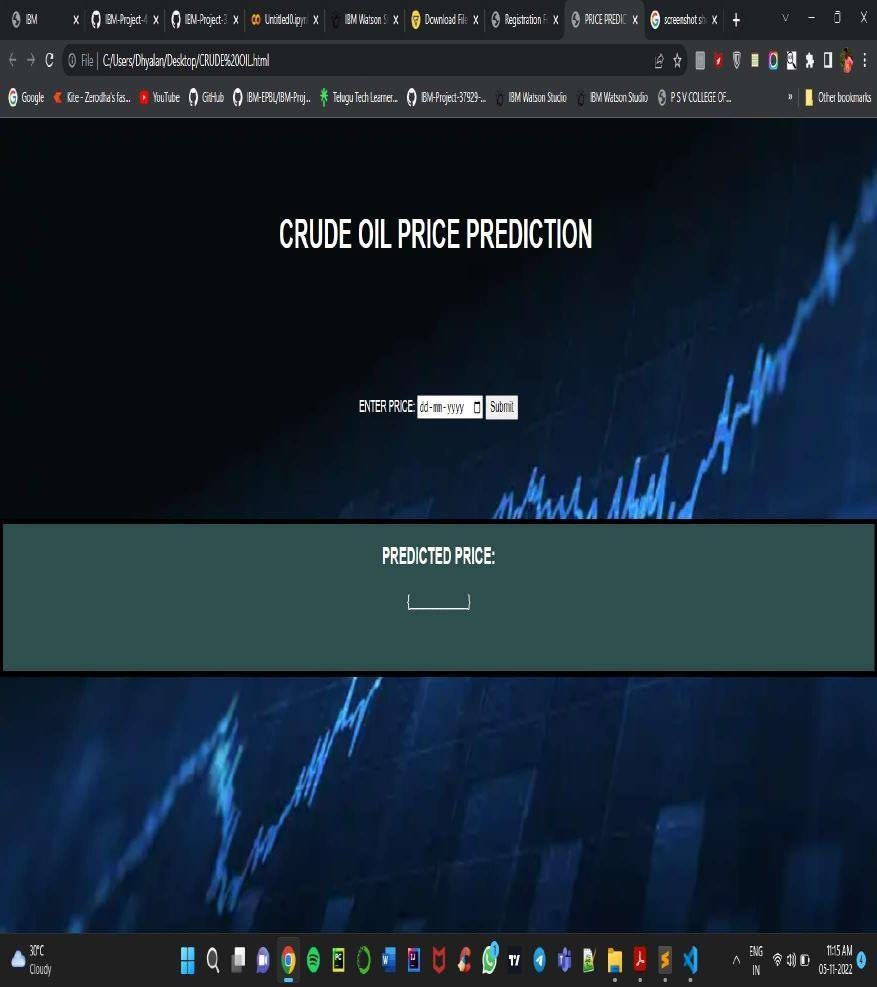 IBM IBM-Project-4 IBM-Project-3 Untitled0.ipyn IBM Watson S Download File Registration F PRICE PREDIC screenshot sh
File | C:/Users/Dhyalan/Desktop/CRUDE%20OIL.html
Google Kite - Zerodha's fas... YouTube GitHub IBM-EPBL/IBM-Proj... Telugu Tech Learner... IBM-Project-37929-... IBM Watson Studio IBM Watson Studio P S V COLLEGE OF... » Other bookmarks
CRUDE OIL PRICE PREDICTION
ENTER PRICE: dd-mm-yyyy Submit
PREDICTED PRICE:
{__________}
30°C ENG 11:15 AM
Cloudy IN 05-11-2022